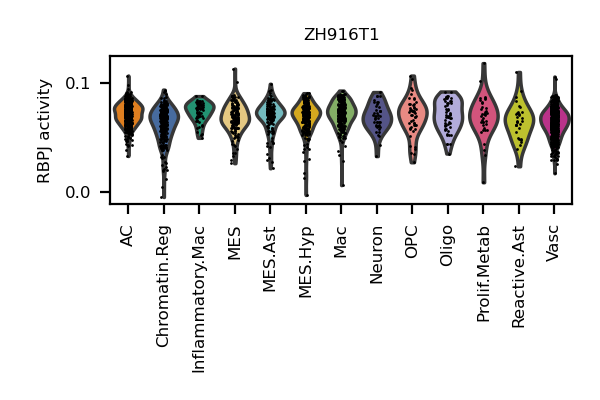 ZH916T1
RBPJ activity
0.1
0.0
AC
Chromatin.Reg
Inflammatory.Mac
MES
MES.Ast
MES.Hyp
Mac
Neuron
OPC
Oligo
Prolif.Metab
Reactive.Ast
Vasc